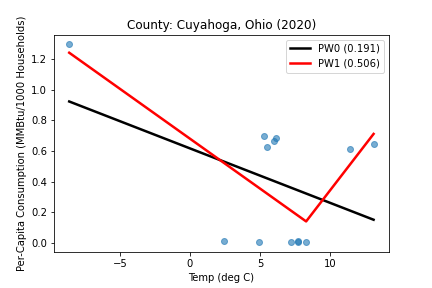 County: Cuyahoga, Ohio (2020)
PW0 (0.191)
PW1 (0.506)
Per-Capita Consumption (MMBtu/1000 Households)
1.2
1.0
0.8
0.6
0.4
0.2
0.0
−5
0
5
10
Temp (deg C)